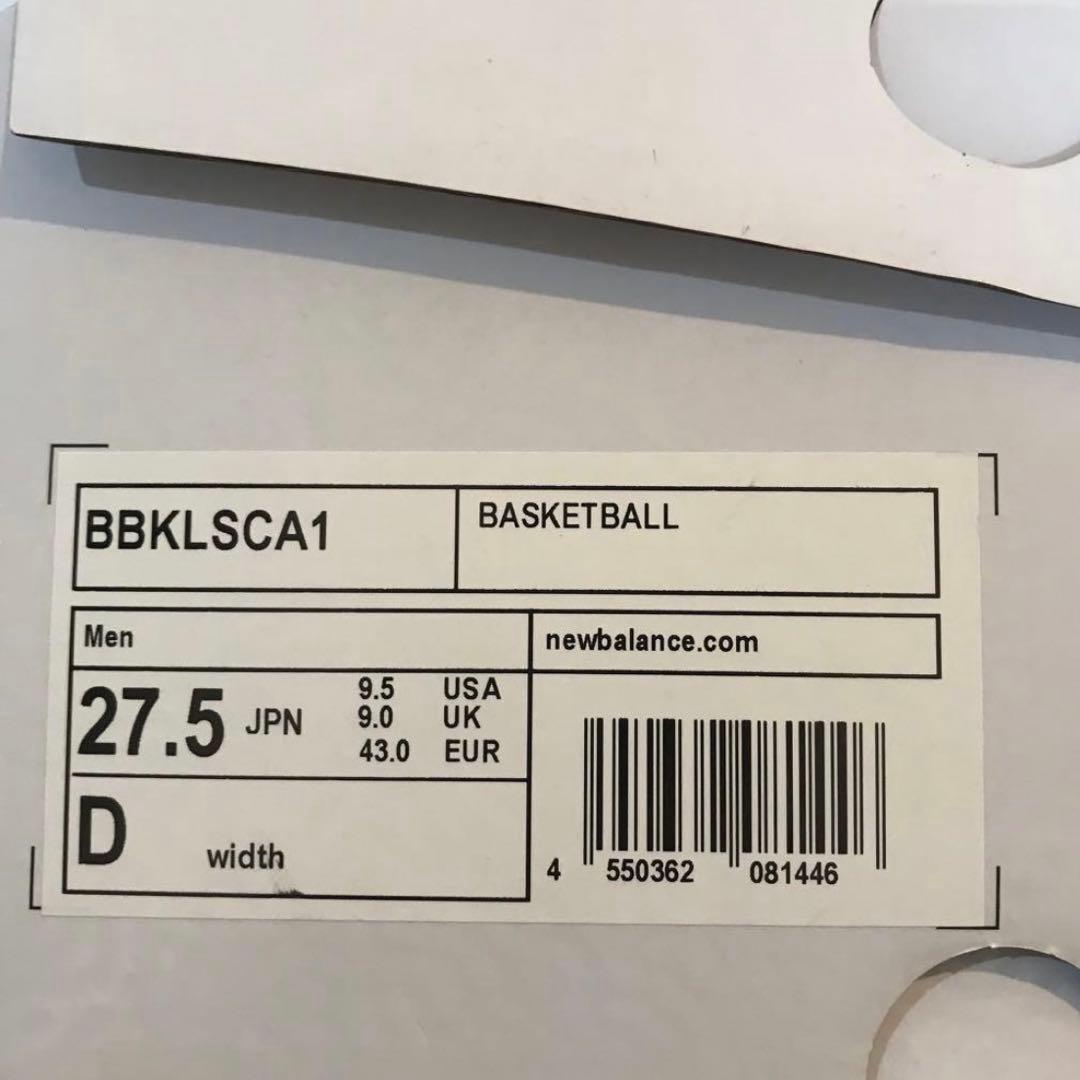 BBKLSCA1
BASKETBALL
Men
newbalance.com
27.5 JPN
9.5 USA
9.0 UK
43.0 EUR
D width
4 550362 081446